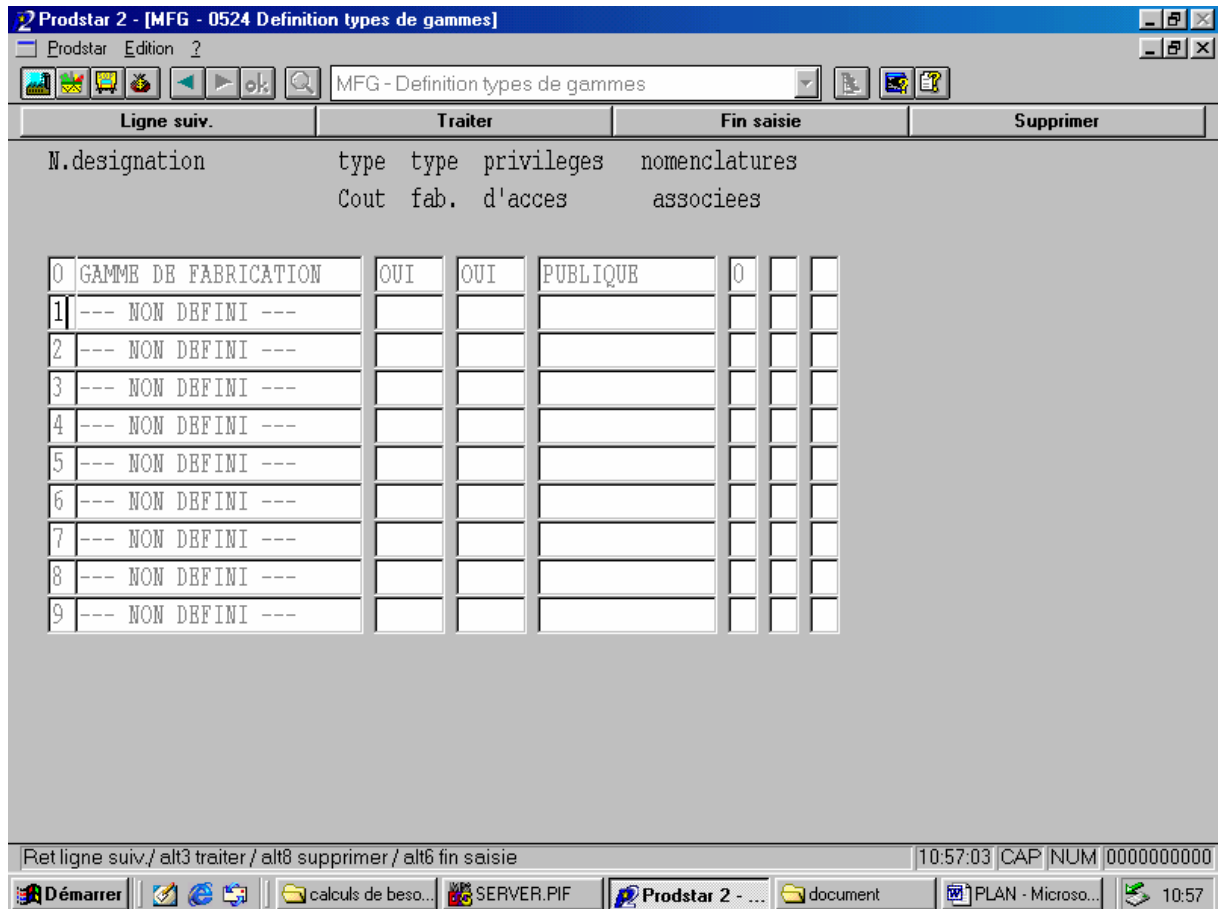 Prodstar 2 - [MFG - 0524 Definition types de gammes]
Prodstar Edition ?
ok MFG - Definition types de gammes
Ligne suiv. Traiter Fin saisie Supprimer
N.designation type type privileges nomenclatures
Cout fab. d'acces associees
0 GAMME DE FABRICATION OUI OUI PUBLIQUE 0
1 --- NON DEFINI ---
2 --- NON DEFINI ---
3 --- NON DEFINI ---
4 --- NON DEFINI ---
5 --- NON DEFINI ---
6 --- NON DEFINI ---
7 --- NON DEFINI ---
8 --- NON DEFINI ---
9 --- NON DEFINI ---
Ret ligne suiv./ alt3 traiter / alt8 supprimer / alt6 fin saisie 10:57:03 CAP NUM 0000000000
Démarrer calculs de beso... SERVER.PIF Prodstar 2 - ... document PLAN - Microso... 10:57